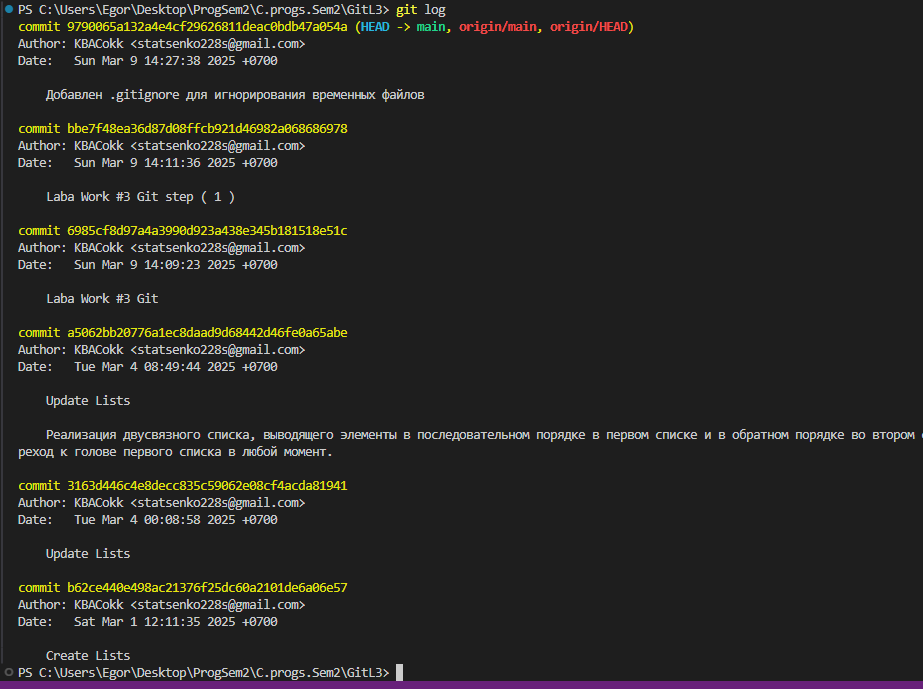 PS C:\Users\Egor\Desktop\ProgSem2\C.progs.Sem2\GitL3> git log
commit 9790065a132a4e4cf29626811deac0bdb47a054a (HEAD -> main, origin/main, origin/HEAD)
Author: KBACokk <statsenko228s@gmail.com>
Date:   Sun Mar 9 14:27:38 2025 +0700
Добавлен .gitignore для игнорирования временных файлов
commit bbe7f48ea36d87d08ffcb921d46982a068686978
Author: KBACokk <statsenko228s@gmail.com>
Date:   Sun Mar 9 14:11:36 2025 +0700
Laba Work #3 Git step ( 1 )
commit 6985cf8d97a4a3990d923a438e345b181518e51c
Author: KBACokk <statsenko228s@gmail.com>
Date:   Sun Mar 9 14:09:23 2025 +0700
Laba Work #3 Git
commit a5062bb20776a1ec8daad9d68442d46fe0a65abe
Author: KBACokk <statsenko228s@gmail.com>
Date:   Tue Mar 4 08:49:44 2025 +0700
Update Lists
Реализация двусвязного списка, выводящего элементы в последовательном порядке в первом списке и в обратном порядке во втором
реход к голове первого списка в любой момент.
commit 3163d446c4e8decc835c59062e08cf4acda81941
Author: KBACokk <statsenko228s@gmail.com>
Date:   Tue Mar 4 00:08:58 2025 +0700
Update Lists
commit b62ce440e498ac21376f25dc60a2101de6a06e57
Author: KBACokk <statsenko228s@gmail.com>
Date:   Sat Mar 1 12:11:35 2025 +0700
Create Lists
PS C:\Users\Egor\Desktop\ProgSem2\C.progs.Sem2\GitL3>